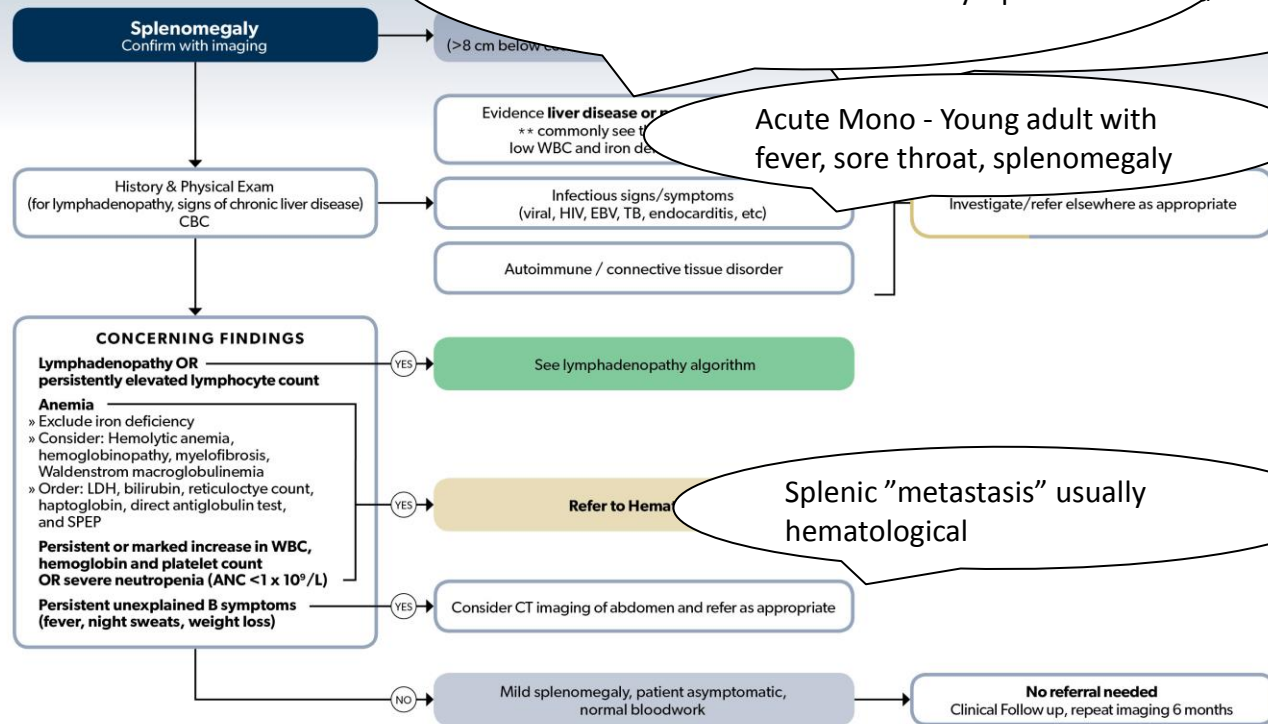 Splenomegaly
Confirm with imaging
(>8 cm below
Acute Mono - Young adult with
fever, sore throat, splenomegaly
Evidence liver disease or
** commonly see
low WBC and iron
History & Physical Exam
(for lymphadenopathy, signs of chronic liver disease)
CBC
Infectious signs/symptoms
(viral, HIV, EBV, TB, endocarditis, etc)
Investigate/refer elsewhere as appropriate
Autoimmune / connective tissue disorder
CONCERNING FINDINGS
Lymphadenopathy OR
persistently elevated lymphocyte count
YES
See lymphadenopathy algorithm
Anemia
» Exclude iron deficiency
» Consider: Hemolytic anemia,
hemoglobinopathy, myelofibrosis,
Waldenstrom macroglobulinemia
» Order: LDH, bilirubin, reticuloctye count,
haptoglobin, direct antiglobulin test,
and SPEP
Persistent or marked increase in WBC,
hemoglobin and platelet count
OR severe neutropenia (ANC <1 x 10⁹/L)
YES
Refer to
Splenic ”metastasis” usually
hematological
Persistent unexplained B symptoms
(fever, night sweats, weight loss)
YES
Consider CT imaging of abdomen and refer as appropriate
NO
Mild splenomegaly, patient asymptomatic,
normal bloodwork
No referral needed
Clinical Follow up, repeat imaging 6 months